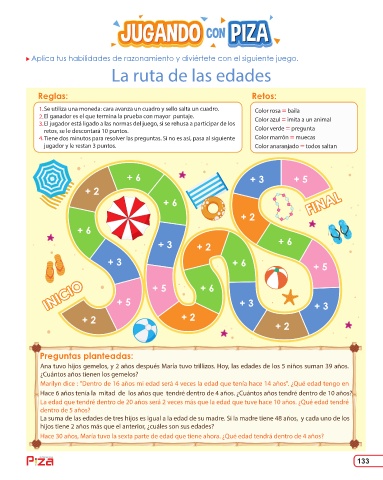 JUGANDO CON PIZA
Aplica tus habilidades de razonamiento y diviértete con el siguiente juego.
La ruta de las edades
Reglas:
1. Se utiliza una moneda: cara avanza un cuadro y sello salta un cuadro.
2. El ganador es el que termina la prueba con mayor puntaje.
3. El jugador está ligado a las normas del juego, si se rehusa a participar de los
retos, se le descontará 10 puntos.
4. Tiene dos minutos para resolver las preguntas. Si no es así, pasa al siguiente
jugador y le restan 3 puntos.
Retos:
Color rosa = baila
Color azul = imita a un animal
Color verde = pregunta
Color marrón = muecas
Color anaranjado = todos saltan
INICIO
+ 2
+ 5
+ 3
+ 6
+ 2
+ 6
+ 6
+ 3
+ 5
+ 2
+ 6
+ 2
+ 6
+ 3
+ 2
+ 3
+ 5
+ 6
+ 2
+ 3
+ 5
FINAL
Preguntas planteadas:
Ana tuvo hijos gemelos, y 2 años después María tuvo trillizos. Hoy, las edades de los 5 niños suman 39 años.
¿Cuántos años tienen los gemelos?
Marilyn dice : "Dentro de 16 años mi edad será 4 veces la edad que tenía hace 14 años". ¿Qué edad tengo en
Hace 6 años tenía la mitad de los años que tendré dentro de 4 años. ¿Cuántos años tendré dentro de 10 años?
La edad que tendré dentro de 20 años será 2 veces más que la edad que tuve hace 10 años. ¿Qué edad tendré
dentro de 5 años?
La suma de las edades de tres hijos es igual a la edad de su madre. Si la madre tiene 48 años, y cada uno de los
hijos tiene 2 años más que el anterior, ¿cuáles son sus edades?
Hace 30 años, María tuvo la sexta parte de edad que tiene ahora. ¿Qué edad tendrá dentro de 4 años?
Piza
133